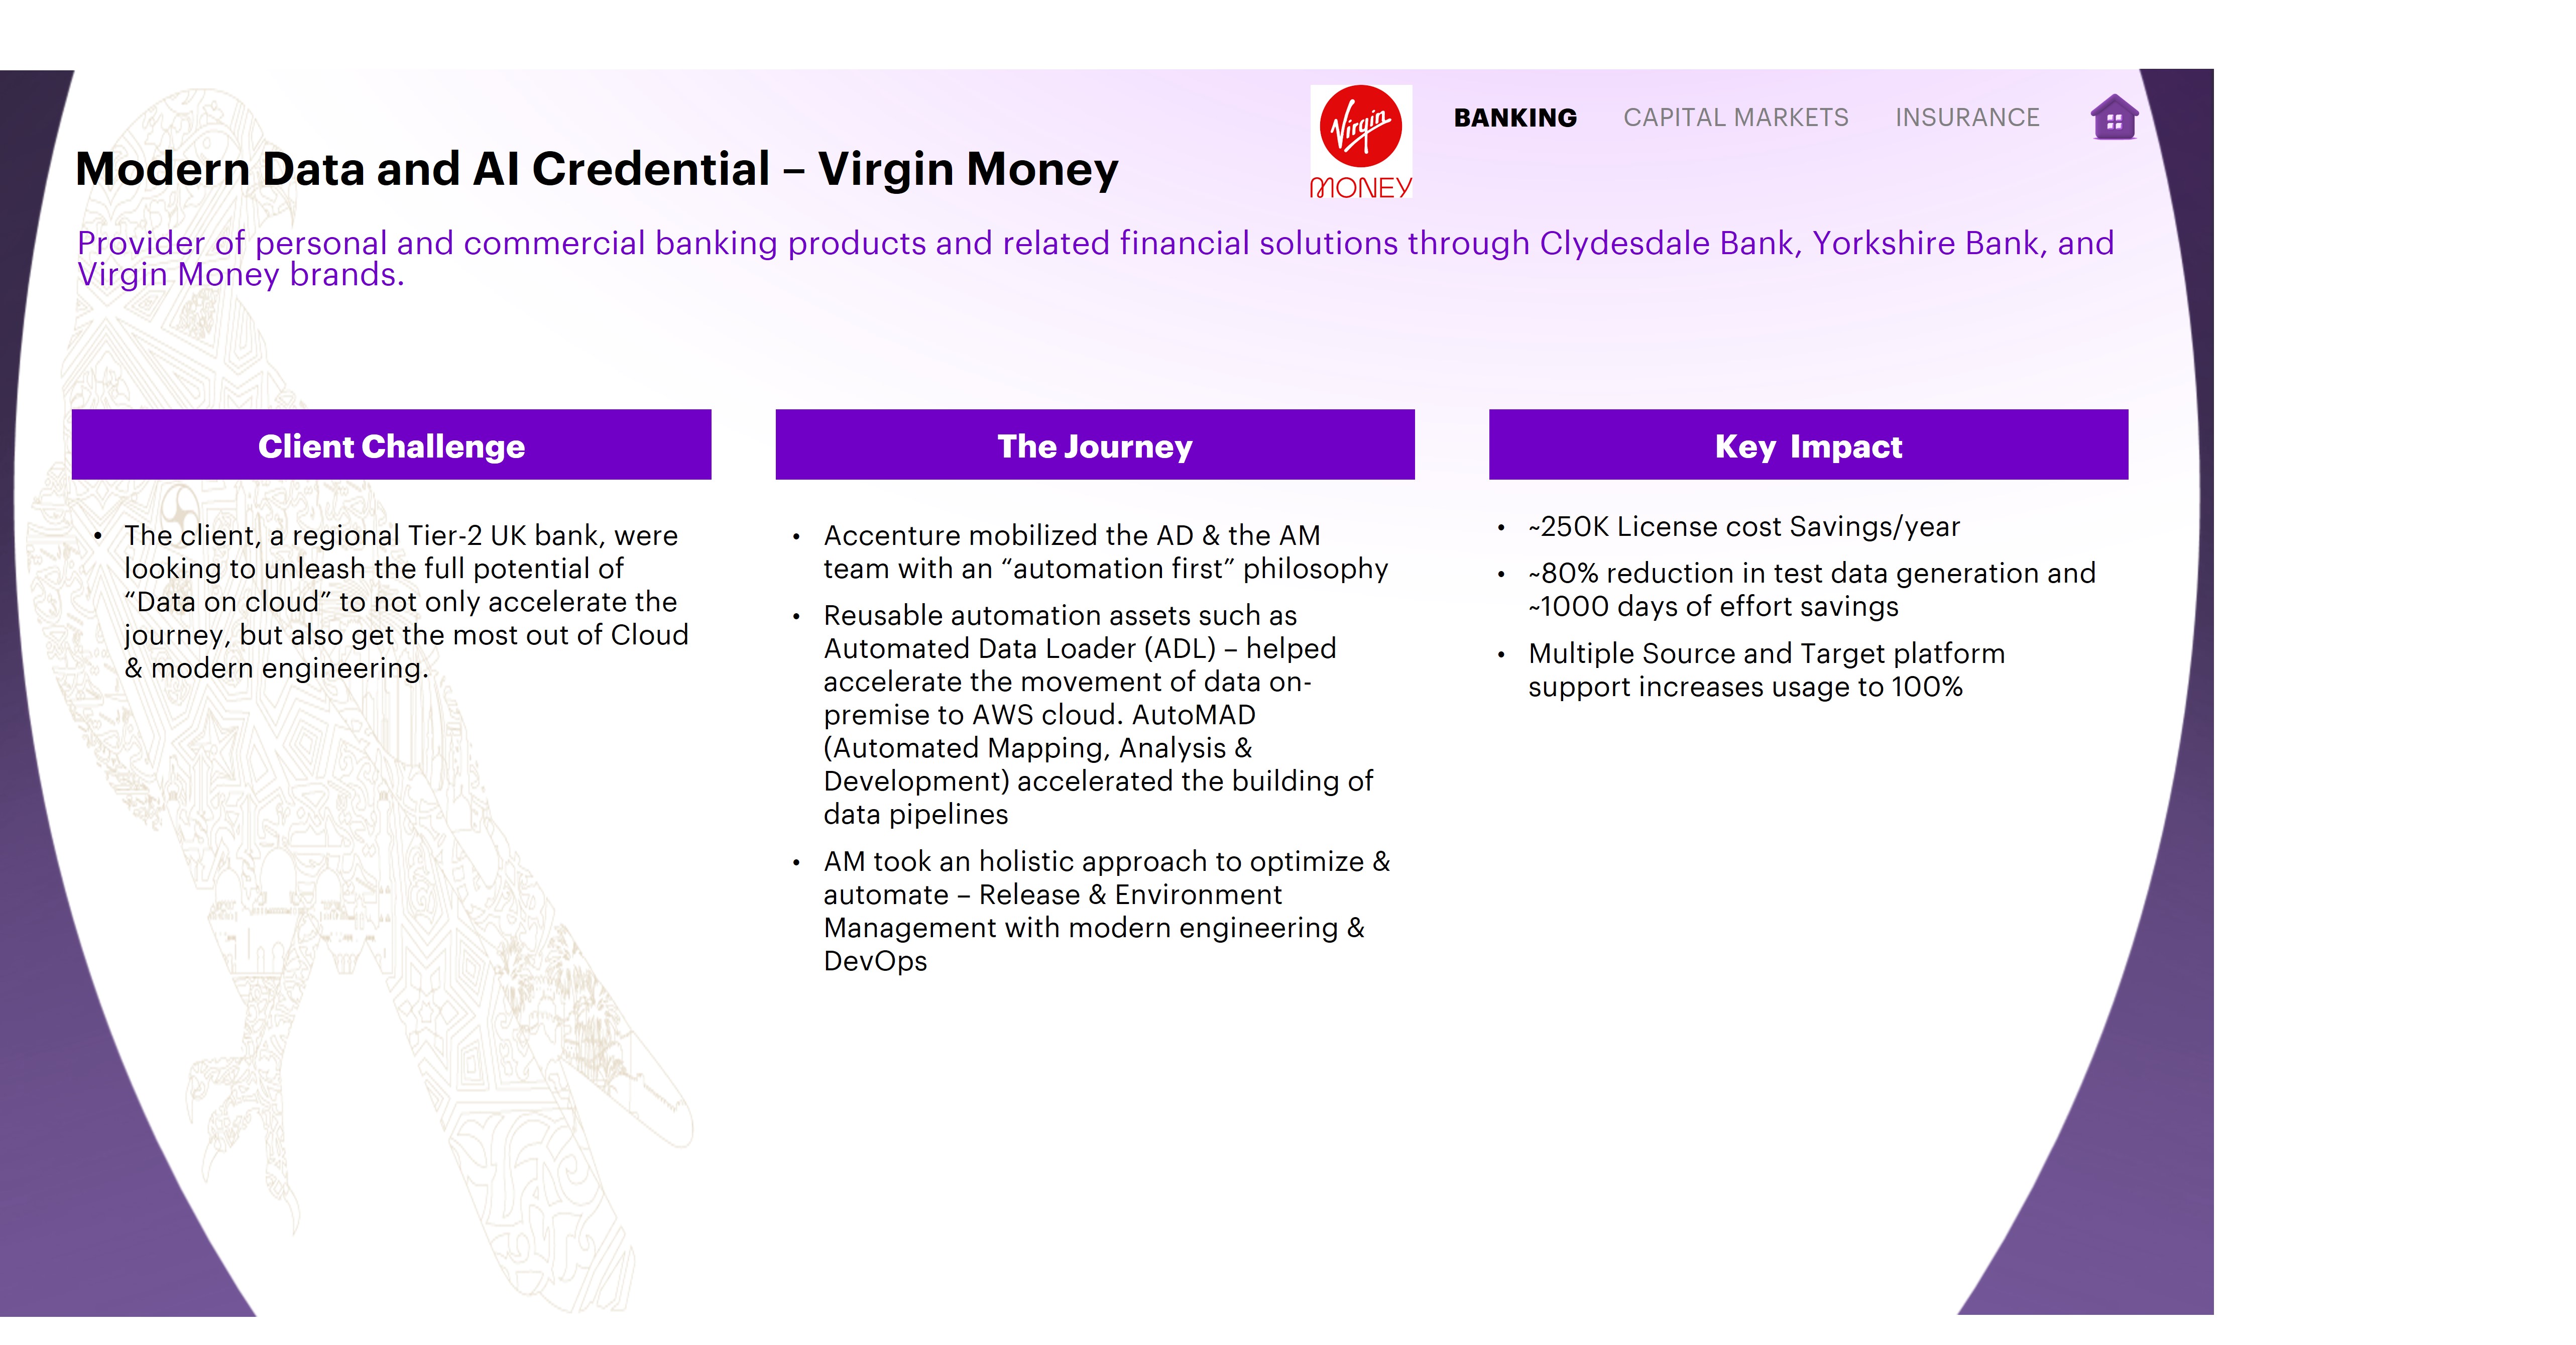 Virgin
MONEY
BANKING
CAPITAL MARKETS
INSURANCE
Modern Data and AI Credential – Virgin Money
Provider of personal and commercial banking products and related financial solutions through Clydesdale Bank, Yorkshire Bank, and
Virgin Money brands.
Client Challenge
• The client, a regional Tier-2 UK bank, were
looking to unleash the full potential of
“Data on cloud” to not only accelerate the
journey, but also get the most out of Cloud
& modern engineering.
The Journey
• Accenture mobilized the AD & the AM
team with an “automation first” philosophy
• Reusable automation assets such as
Automated Data Loader (ADL) – helped
accelerate the movement of data on-
premise to AWS cloud. AutoMAD
(Automated Mapping, Analysis &
Development) accelerated the building of
data pipelines
• AM took an holistic approach to optimize &
automate – Release & Environment
Management with modern engineering &
DevOps
Key  Impact
• ~250K License cost Savings/year
• ~80% reduction in test data generation and
~1000 days of effort savings
• Multiple Source and Target platform
support increases usage to 100%